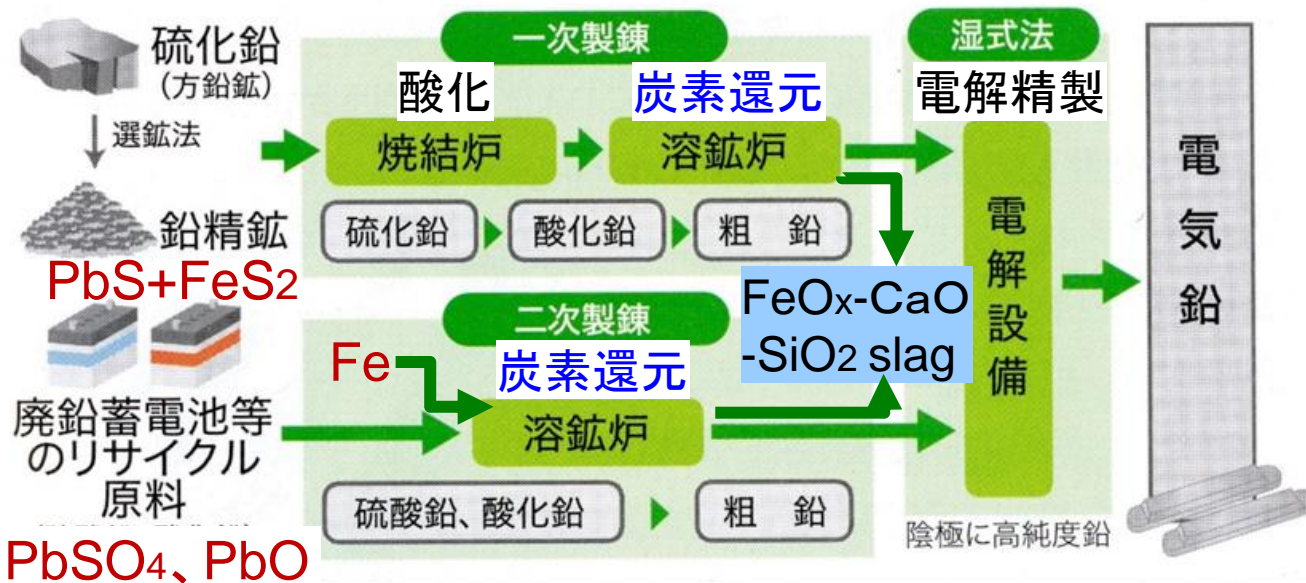 硫化鉛
(方鉛鉱)
選鉱法
鉛精鉱
PbS+FeS2
廃鉛蓄電池等
のリサイクル
原料
PbSO4、PbO
一次製錬
酸化
炭素還元
焼結炉
溶鉱炉
硫化鉛
酸化鉛
粗 鉛
二次製錬
Fe
炭素還元
溶鉱炉
硫酸鉛、酸化鉛
粗 鉛
FeOx-CaO
-SiO2 slag
湿式法
電解精製
電解設備
陰極に高純度鉛
電気鉛